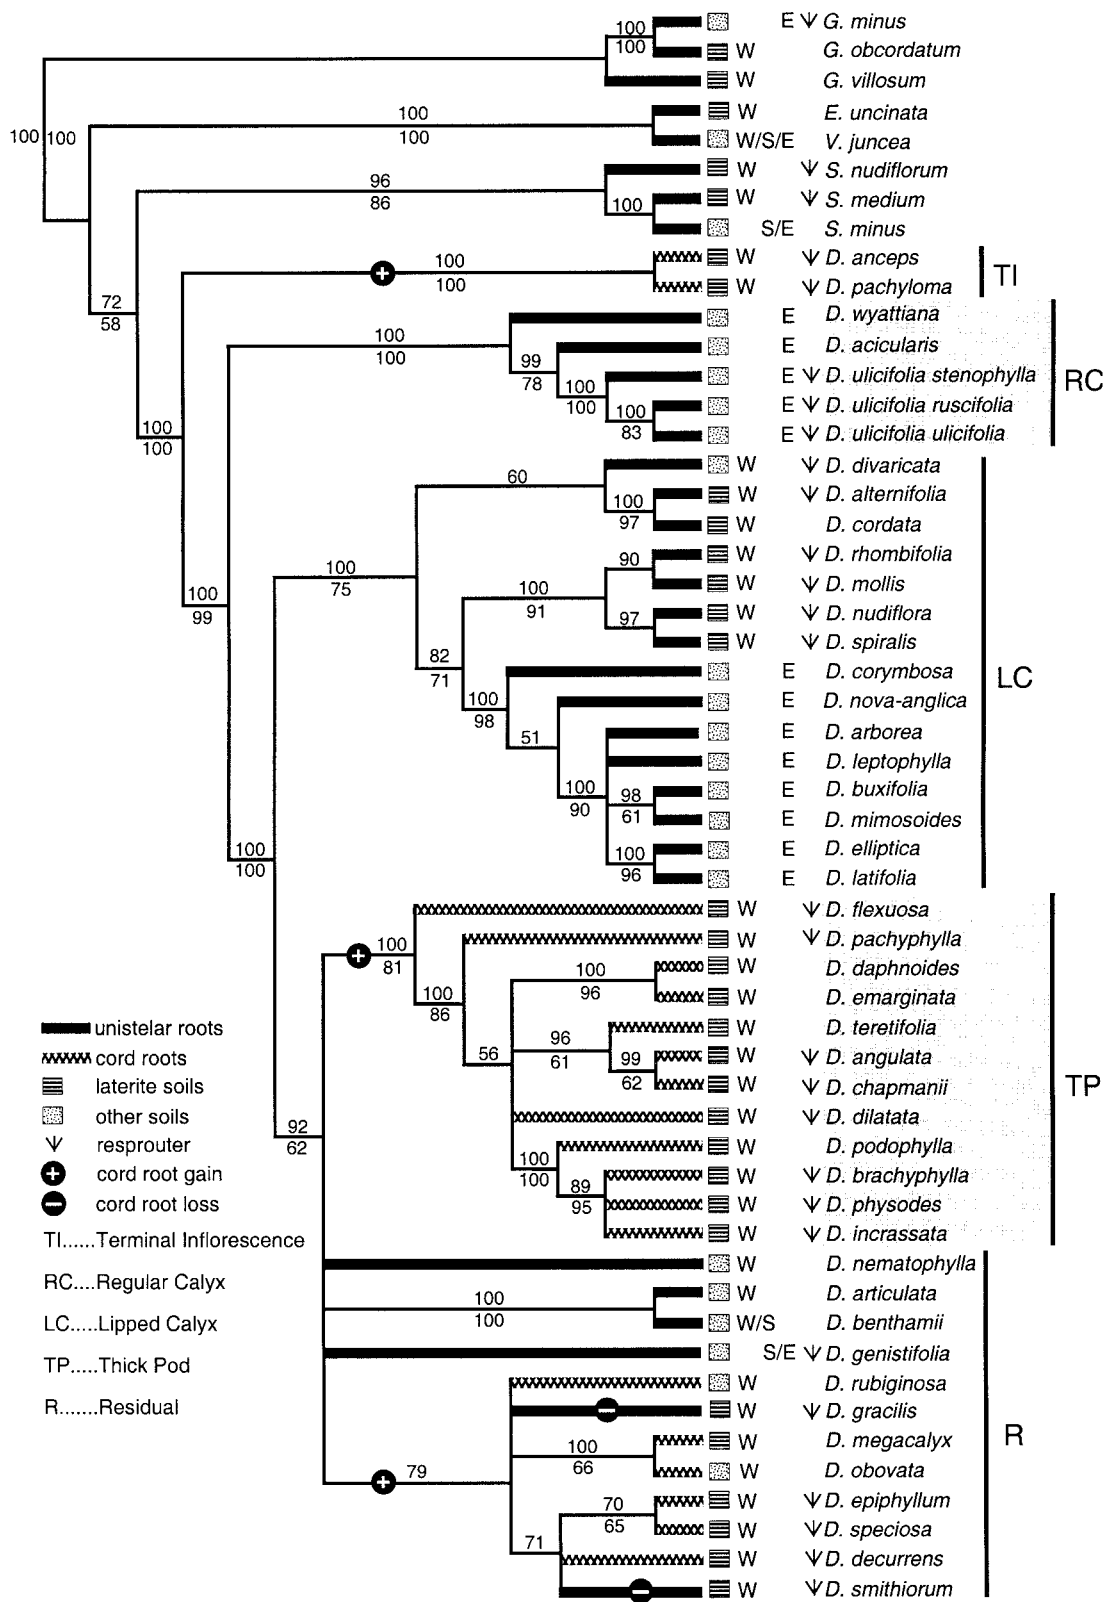 E G. minus
100
100
W G. obcordatum
G. villosum
100 100
100
100
W E. uncinata
W/S/E V. juncea
W S. nudiflorum
96
86
100
W S. medium
S/E S. minus
100
100
W D. anceps
W D. pachyloma
TI
72
58
E D. wyattiana
100
100
E D. acicularis
99
78
E D. ulicifolia stenophylla
100
100
E D. ulicifolia ruscifolia
100
83
E D. ulicifolia ulicifolia
RC
100
100
W D. divaricata
60
W D. alternifolia
100
97
W D. cordata
W D. rhombifolia
90
W D. mollis
100
75
100
91
W D. nudiflora
97
W D. spiralis
100
99
82
71
E D. corymbosa
LC
100
98
E D. nova-anglica
51
E D. arborea
E D. leptophylla
100
90
98
61
E D. buxifolia
E D. mimosoides
100
96
E D. elliptica
E D. latifolia
100
100
W D. flexuosa
100
81
W D. pachyphylla
W D. daphnoides
100
96
W D. emarginata
100
86
W D. teretifolia
96
61
56
W D. angulata
99
62
W D. chapmanii
TP
W D. dilatata
W D. podophylla
100
100
W D. brachyphylla
89
95
W D. physodes
W D. incrassata
92
62
unistelar roots
cord roots
laterite soils
other soils
resprouter
+ cord root gain
− cord root loss
TI......Terminal Inflorescence
RC....Regular Calyx
LC.....Lipped Calyx
TP.....Thick Pod
R.......Residual
W D. nematophylla
W D. articulata
100
100
W/S D. benthamii
S/E D. genistifolia
W D. rubiginosa
W D. gracilis
R
W D. megacalyx
100
66
W D. obovata
79
W D. epiphyllum
70
65
W D. speciosa
71
W D. decurrens
W D. smithiorum